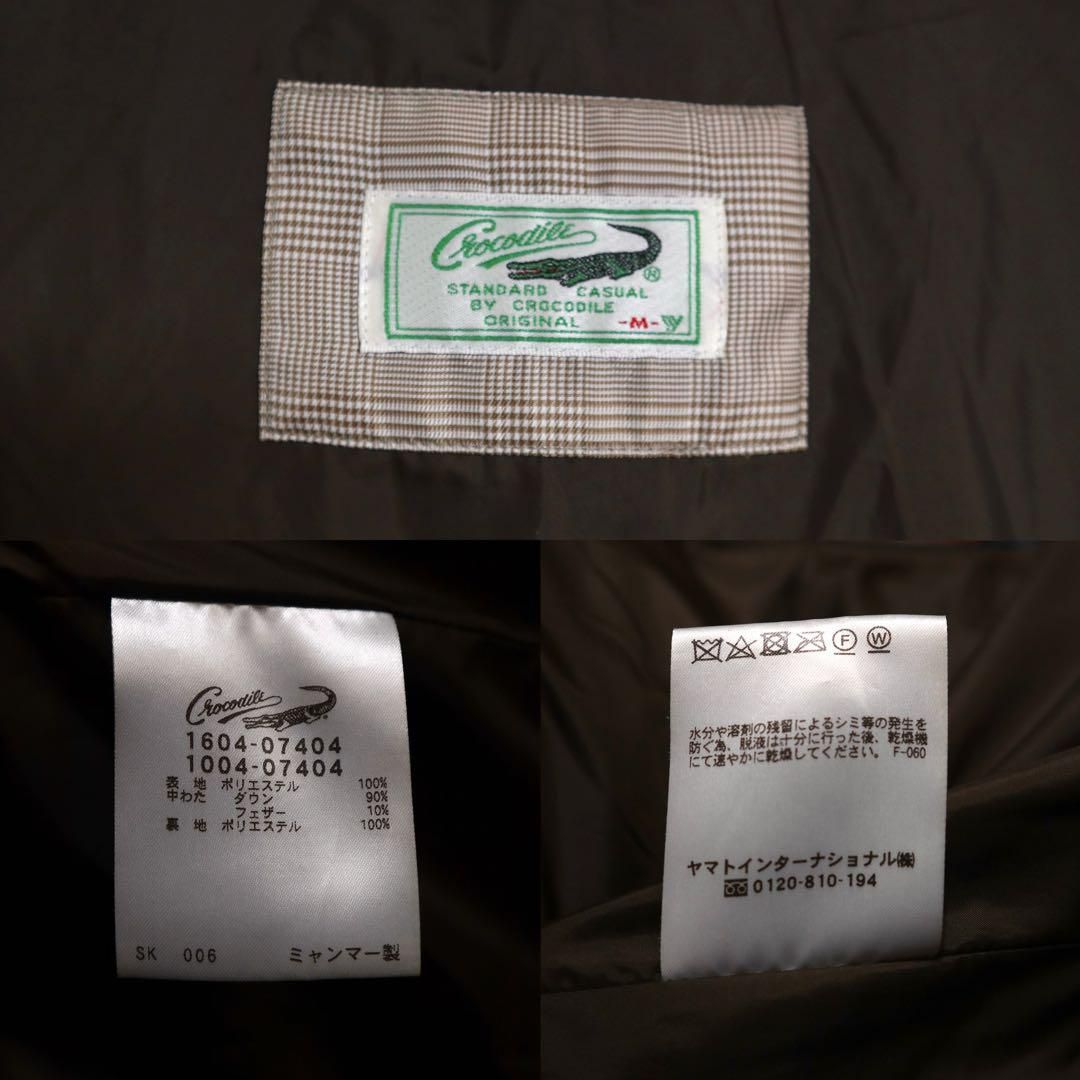 Crocodile
®
STANDARD CASUAL
BY CROCODILE
ORIGINAL -M-
Crocodile
1604-07404
1004-07404
表 地 ポリエステル 100%
中わた ダウン 90%
フェザー 10%
裏 地 ポリエステル 100%
SK 006 ミャンマー製
F W
水分や溶剤の残留によるシミ等の発生を
防ぐ為、脱液は十分に行った後、乾燥機
にて速やかに乾燥してください。 F-060
ヤマトインターナショナル㈱
0120-810-194